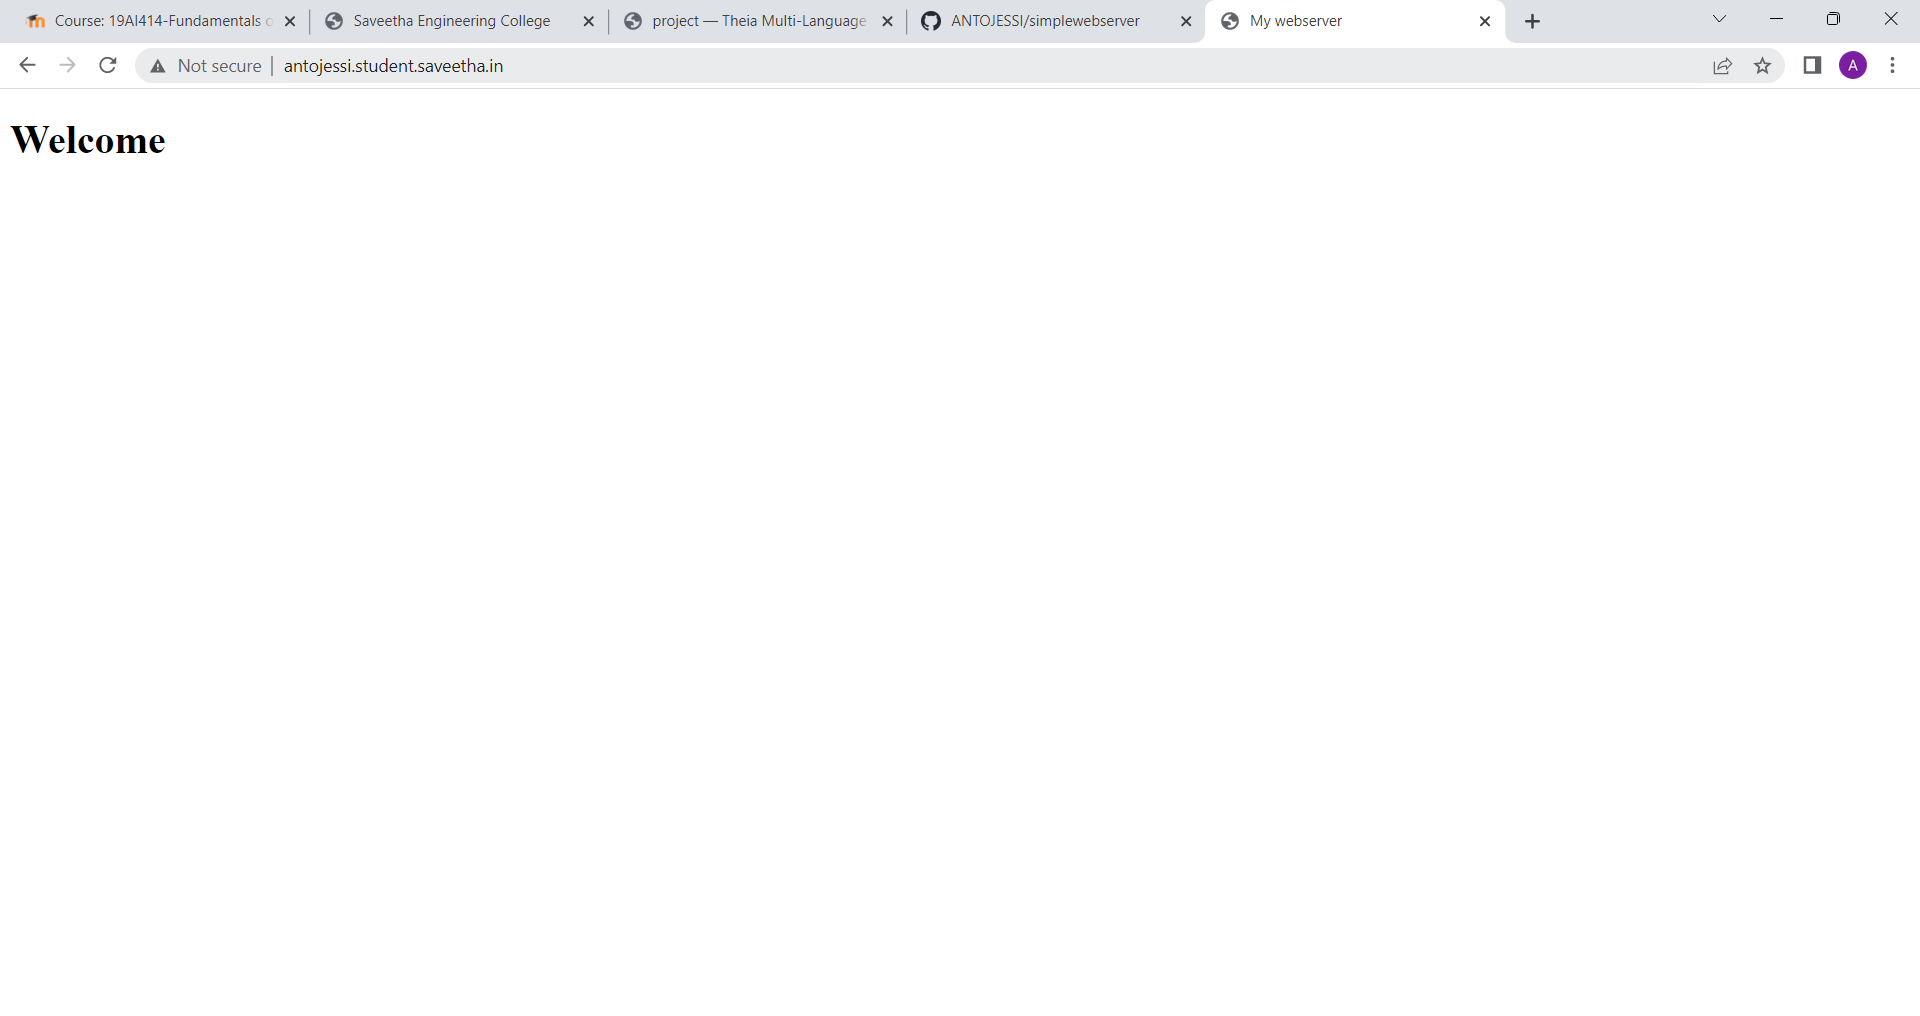 Course: 19AI414-Fundamentals o
Saveetha Engineering College
project — Theia Multi-Language
ANTOJESSI/simplewebserver
My webserver
Not secure
antojessi.student.saveetha.in
A
Welcome